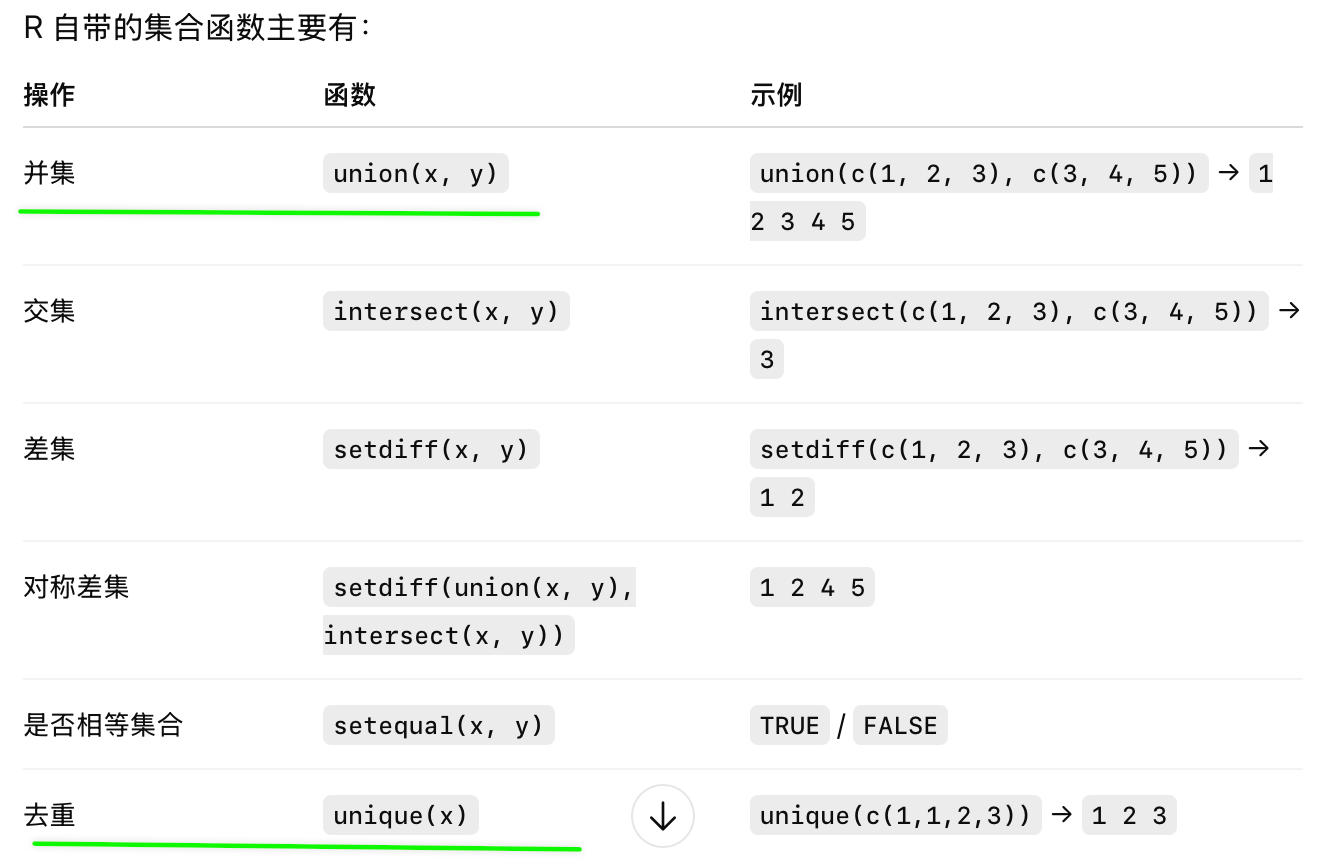 R 自带的集合函数主要有：
操作 函数 示例
并集 union(x, y) union(c(1, 2, 3), c(3, 4, 5)) → 1
2 3 4 5
交集 intersect(x, y) intersect(c(1, 2, 3), c(3, 4, 5)) →
3
差集 setdiff(x, y) setdiff(c(1, 2, 3), c(3, 4, 5)) →
1 2
对称差集 setdiff(union(x, y), 1 2 4 5
intersect(x, y))
是否相等集合 setequal(x, y) TRUE / FALSE
去重 unique(x) unique(c(1,1,2,3)) → 1 2 3